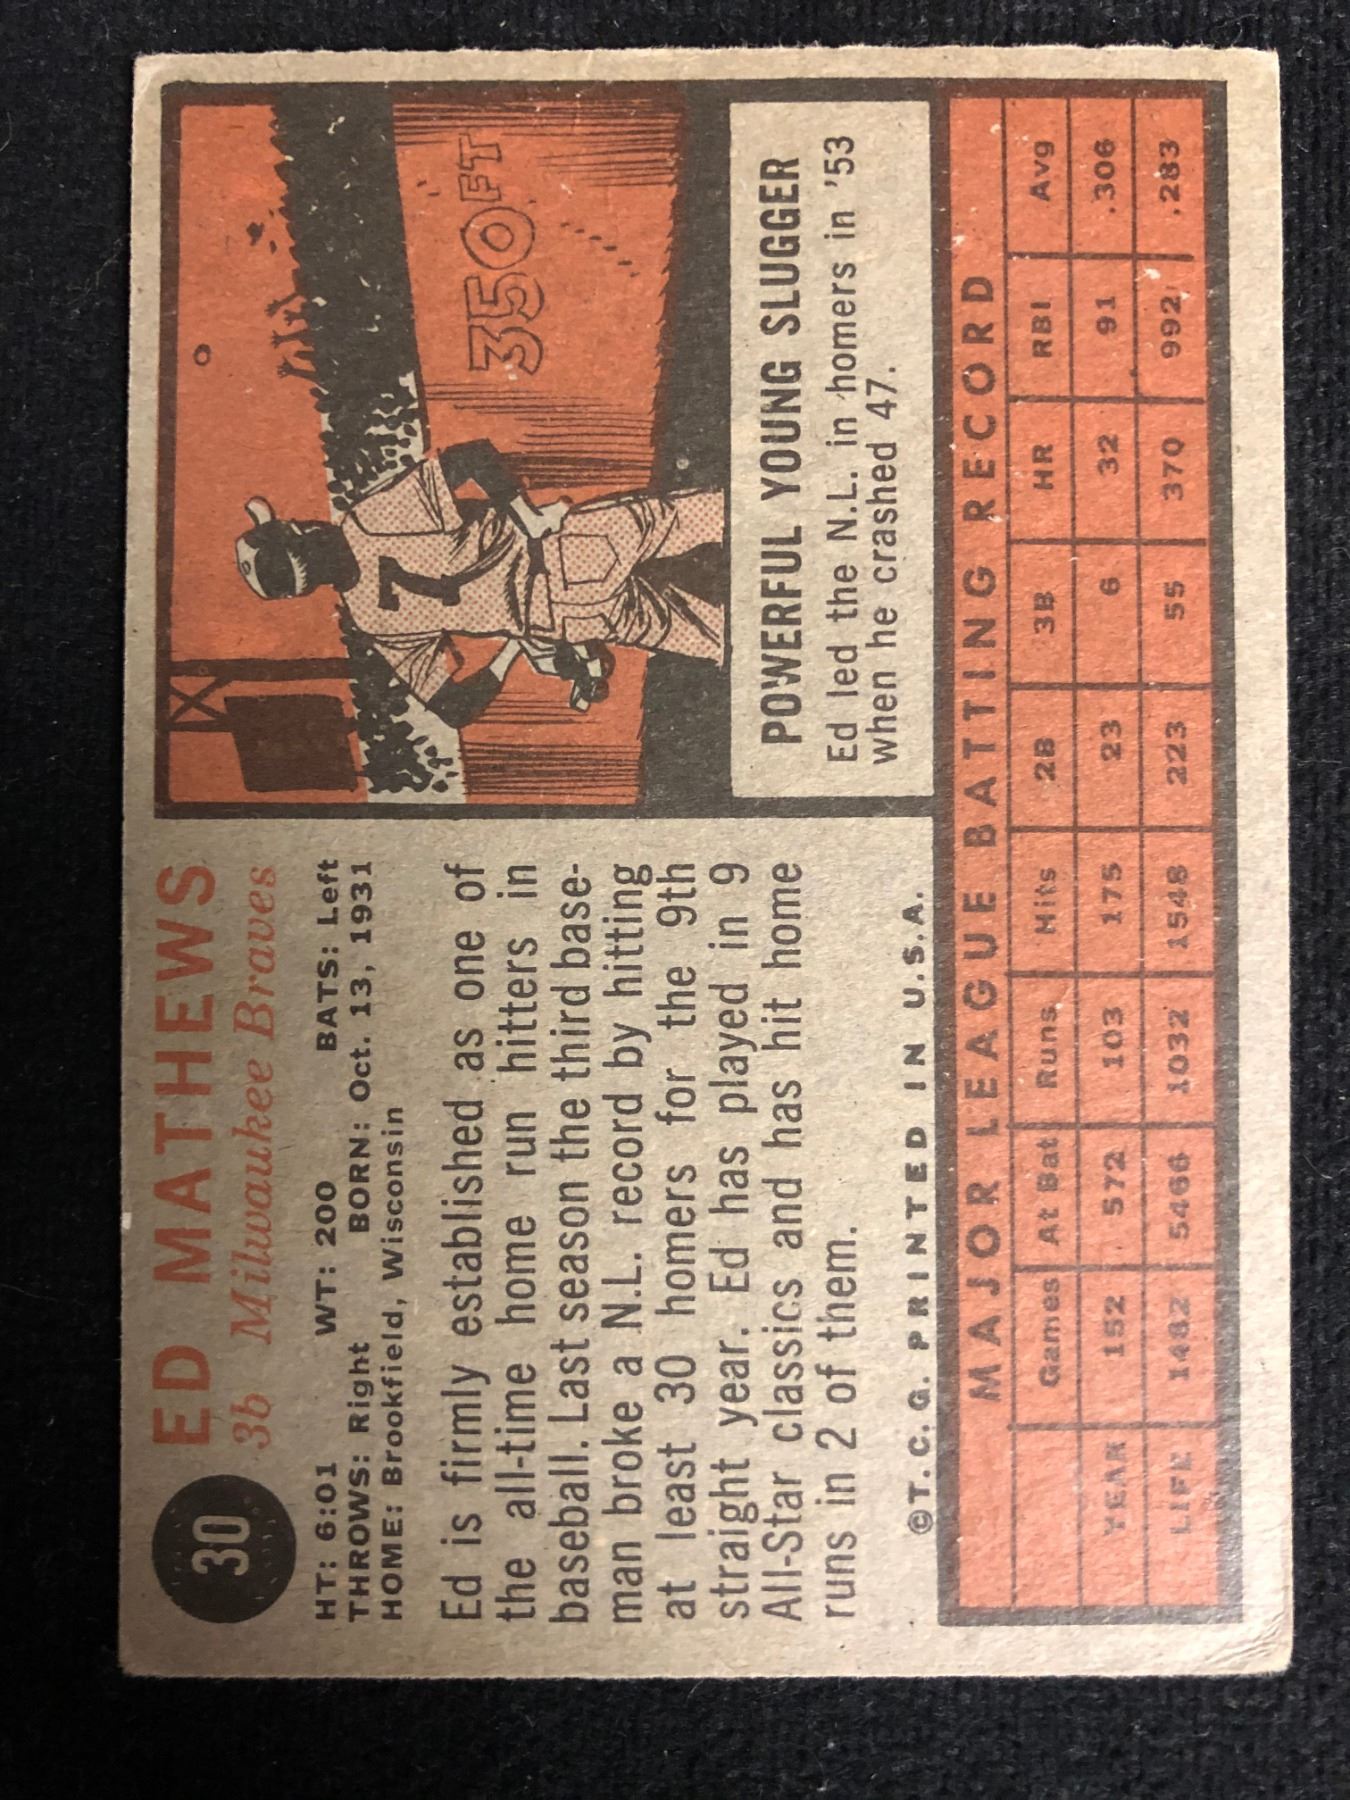 30
ED MATHEWS
3b Milwaukee Braves
HT: 6:01 WT: 200 BATS: Left
THROWS: Right BORN: Oct. 13, 1931
HOME: Brookfield, Wisconsin
Ed is firmly established as one of
the all-time home run hitters in
baseball. Last season the third base-
man broke a N.L. record by hitting
at least 30 homers for the 9th
straight year. Ed has played in 9
All-Star classics and has hit home
runs in 2 of them.
©T.C.G. PRINTED IN U.S.A.
350FT
7
POWERFUL YOUNG SLUGGER
Ed led the N.L. in homers in '53
when he crashed 47.
MAJOR LEAGUE BATTING RECORD
Games At Bat Runs Hits 2B 3B HR RBI Avg
YEAR 152 572 103 175 23 6 32 91 .306
LIFE 1482 5466 1032 1548 223 55 370 992 .283